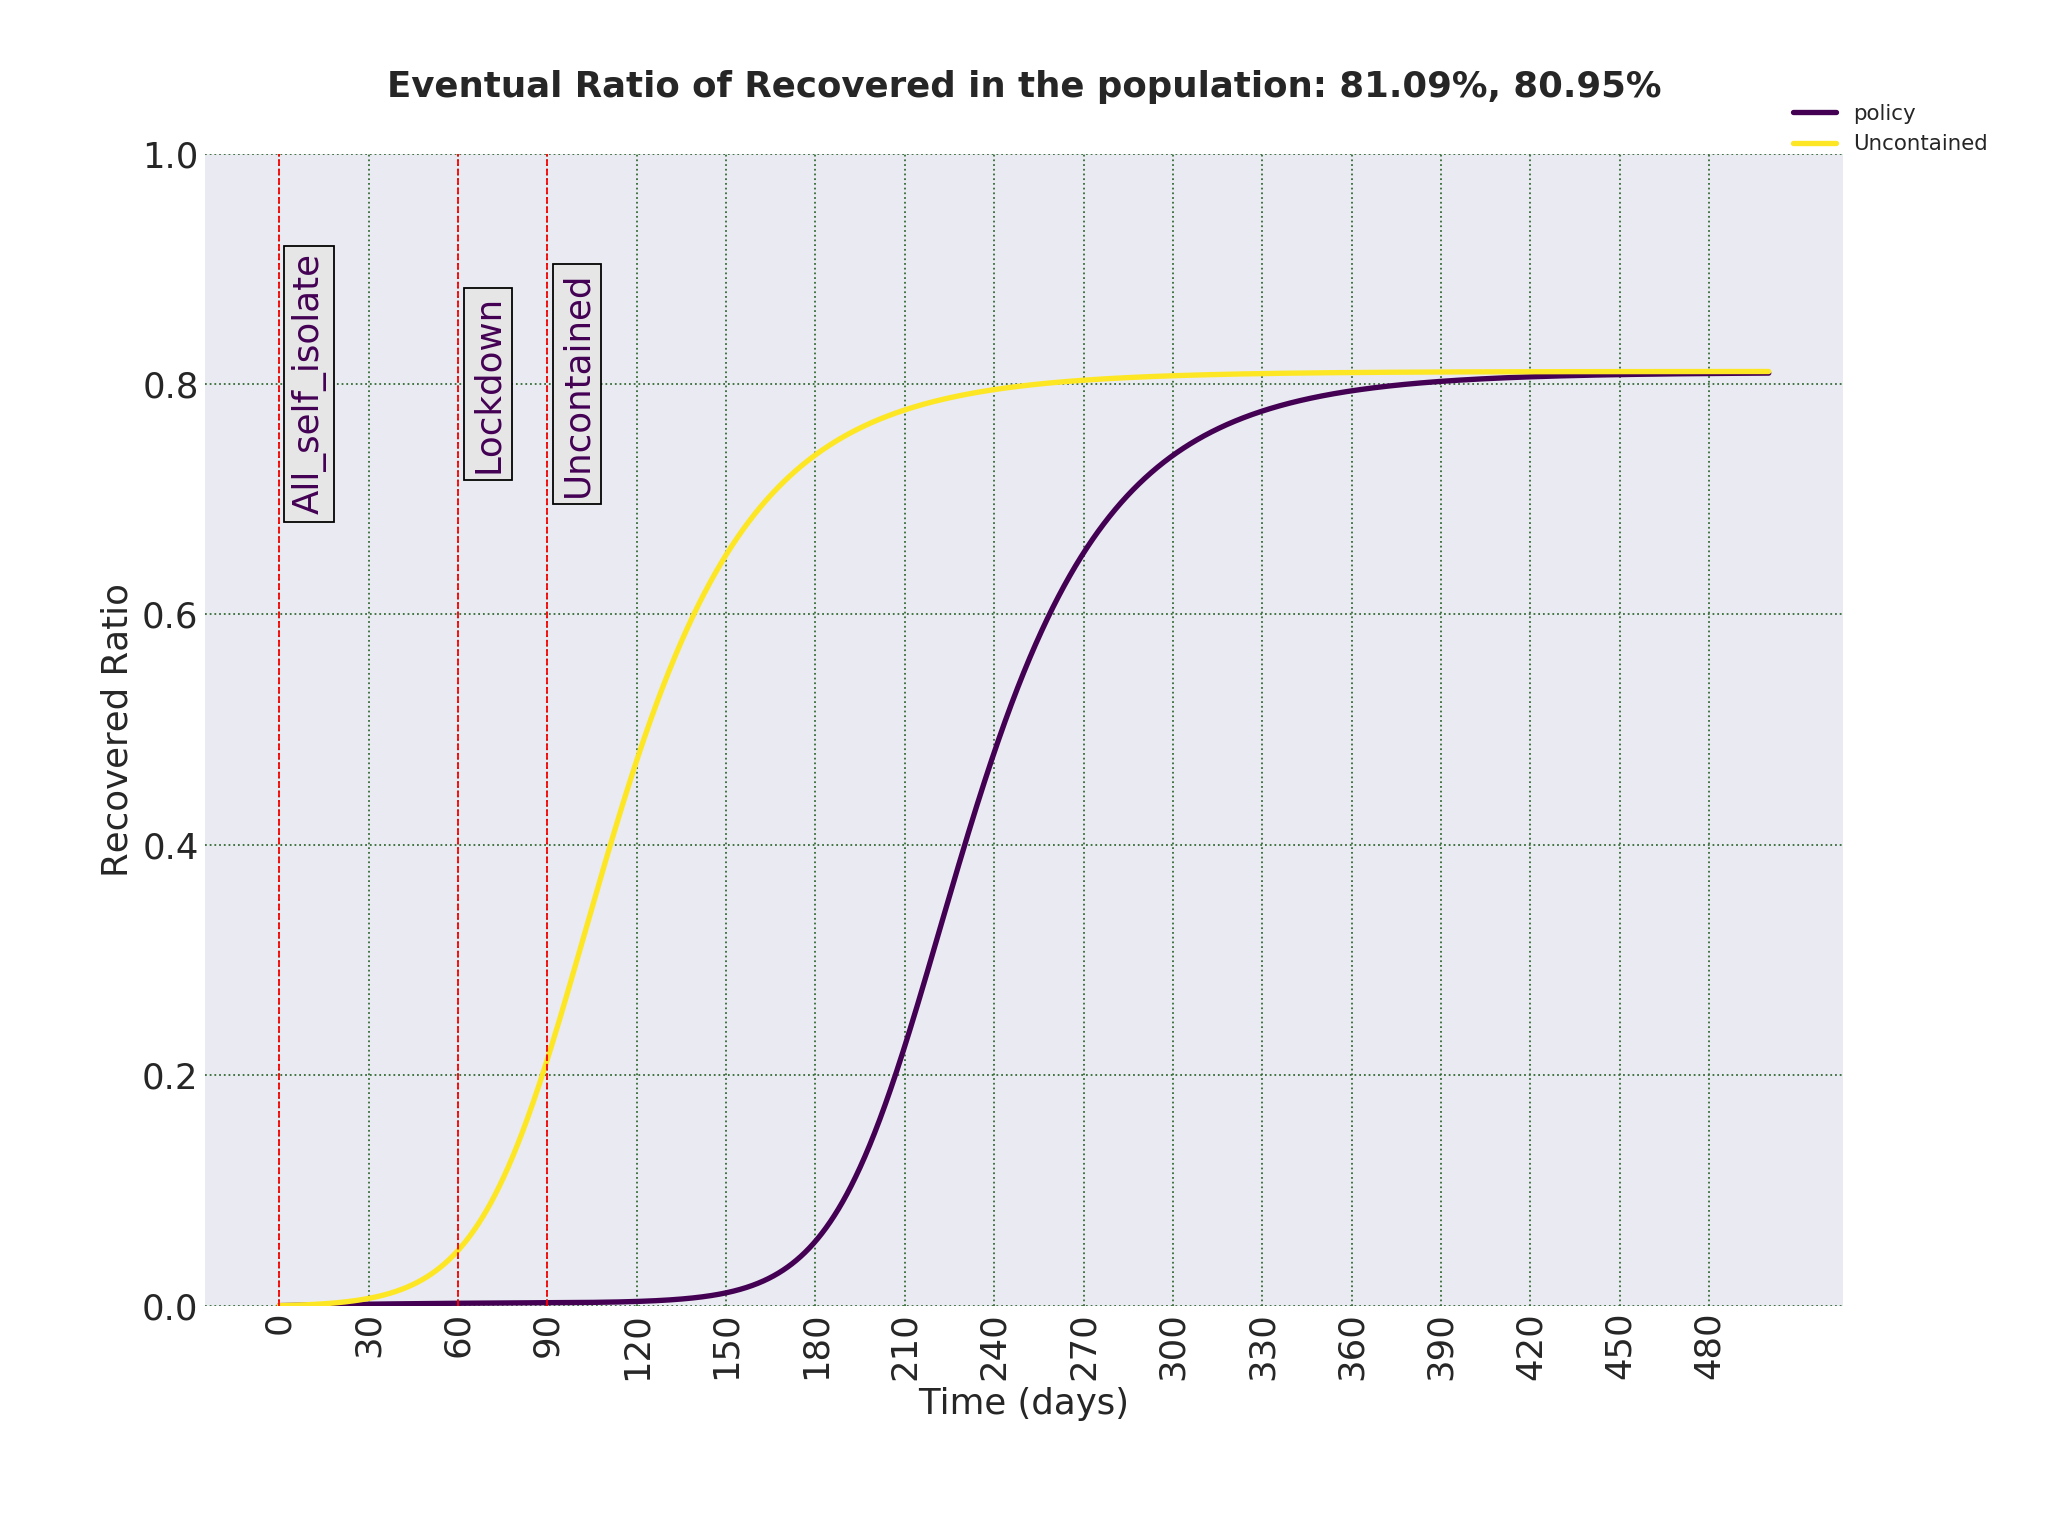 Eventual Ratio of Recovered in the population: 81.09%, 80.95%
policy
Uncontained
1.0
0.8
0.6
0.4
0.2
0.0
Recovered Ratio
All_self_isolate
Lockdown
Uncontained
0 30 60 90 120 150 180 210 240 270 300 330 360 390 420 450 480
Time (days)